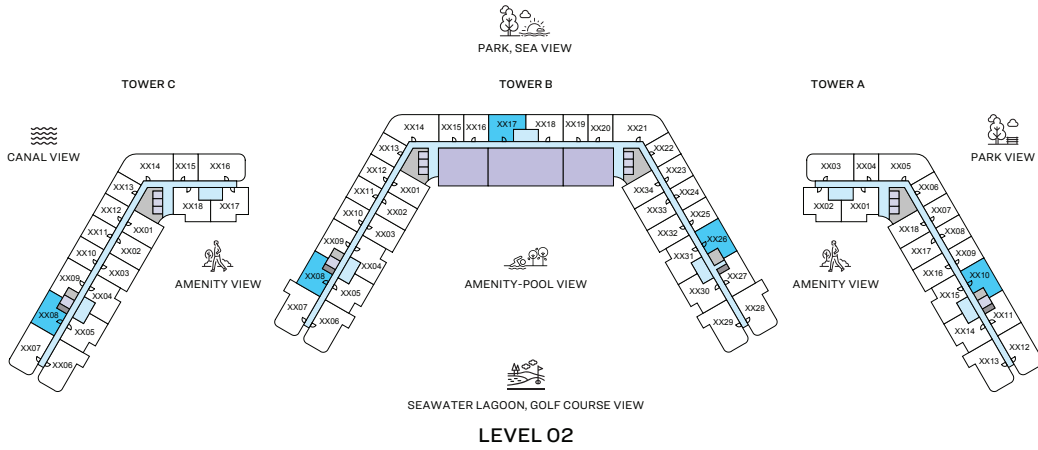 PARK, SEA VIEW
TOWER C
TOWER B
TOWER A
CANAL VIEW
PARK VIEW
XX14
XX15
XX16
XX13
XX12
XX11
XX10
XX09
XX08
XX07
XX18
XX17
XX01
XX02
XX03
XX04
XX05
XX06
AMENITY VIEW
XX14
XX15
XX16
XX17
XX18
XX19
XX20
XX21
XX13
XX12
XX11
XX10
XX09
XX08
XX07
XX01
XX02
XX03
XX04
XX05
XX06
XX22
XX23
XX24
XX25
XX26
XX27
XX28
XX34
XX33
XX32
XX31
XX30
XX29
AMENITY-POOL VIEW
XX03
XX04
XX05
XX02
XX01
XX06
XX07
XX08
XX09
XX10
XX11
XX12
XX18
XX17
XX16
XX15
XX14
XX13
AMENITY VIEW
SEAWATER LAGOON, GOLF COURSE VIEW
LEVEL 02